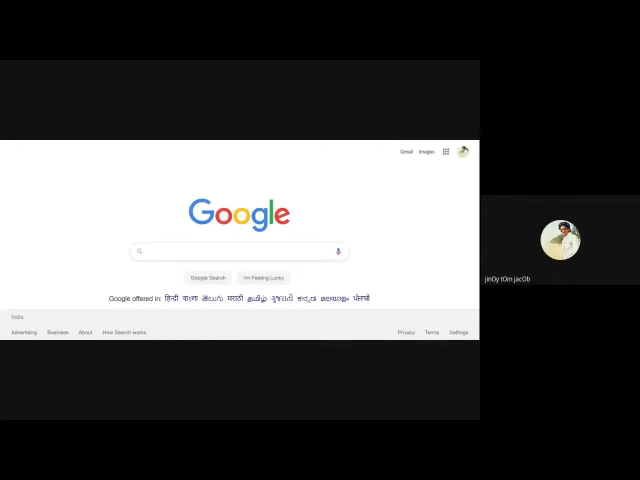 Gmail Images
Google
Google Search I'm Feeling Lucky
Google offered in: हिन्दी বাংলা తెలుగు मराठी தமிழ் ગુજરાતી ಕನ್ನಡ മലയാളം ਪੰਜਾਬੀ
India
Advertising Business About How Search works Privacy Terms Settings
jin0y t0m jacOb